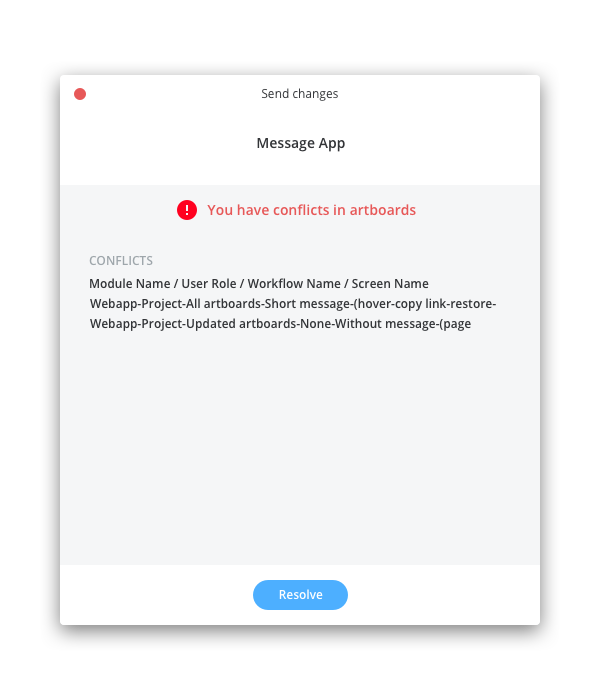 Send changes
Message App
! You have conflicts in artboards
CONFLICTS
Module Name / User Role / Workflow Name / Screen Name
Webapp-Project-All artboards-Short message-(hover-copy link-restore-
Webapp-Project-Updated artboards-None-Without message-(page
Resolve